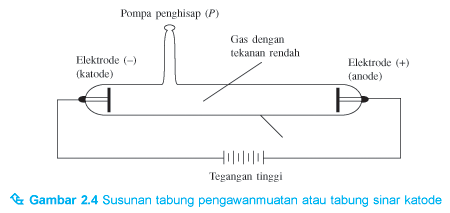 Pompa penghisap (P)
Gas dengan
tekanan rendah
Elektrode (–)
(katode)
Elektrode (+)
(anode)
Tegangan tinggi
Gambar 2.4 Susunan tabung pengawanmuatan atau tabung sinar katode